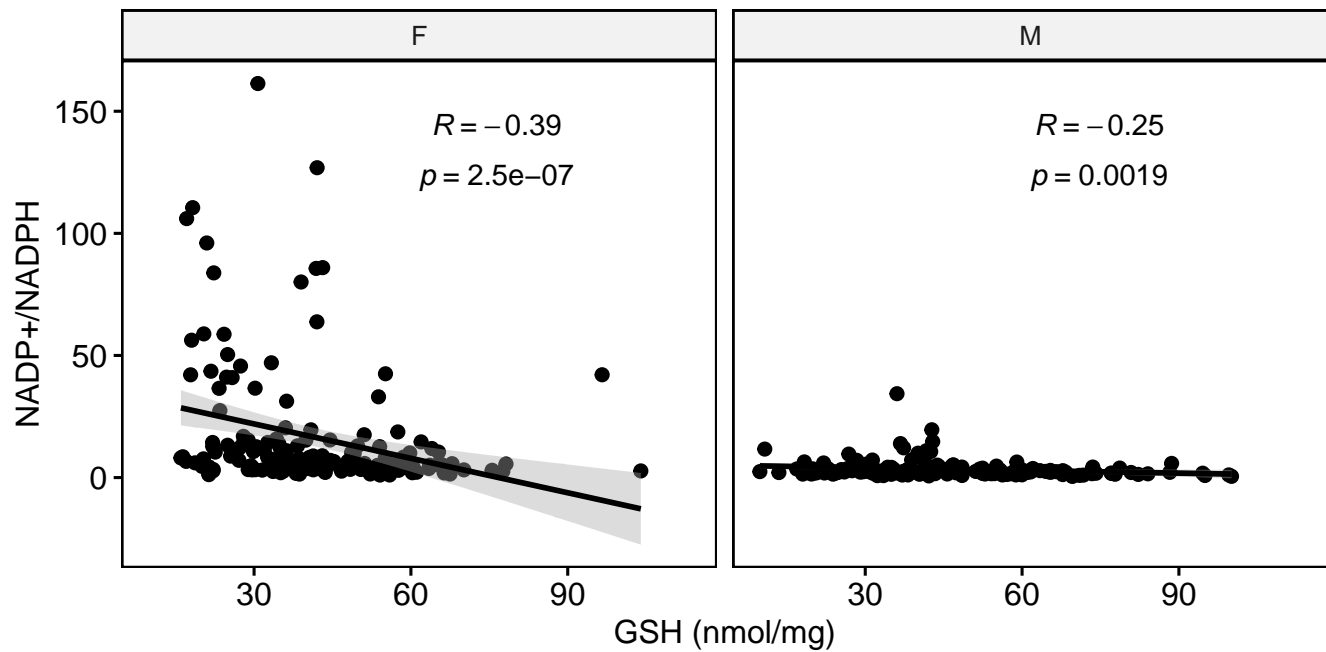 F
M
R = −0.39
p = 2.5e−07
R = −0.25
p = 0.0019
150
100
50
0
NADP+/NADPH
30
60
90
30
60
90
GSH (nmol/mg)